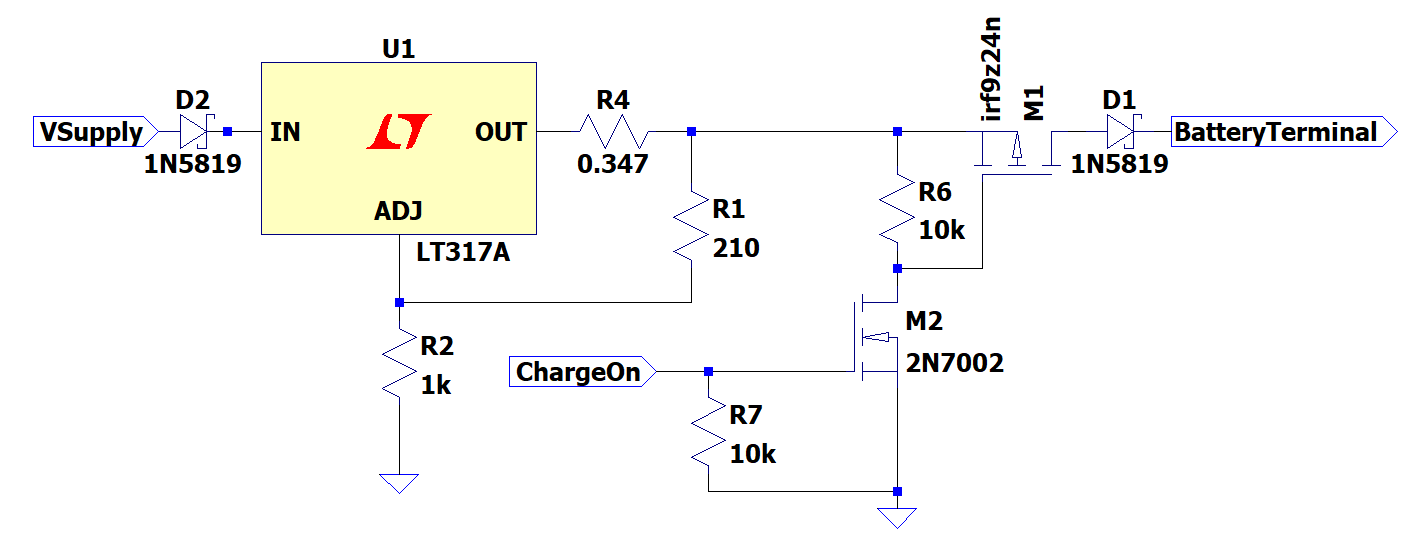 U1
irf9z24n
M1
D2
R4
D1
VSupply
IN
OUT
BatteryTerminal
1N5819
0.347
1N5819
ADJ
R1
R6
210
10k
LT317A
R2
M2
1k
2N7002
ChargeOn
R7
10k